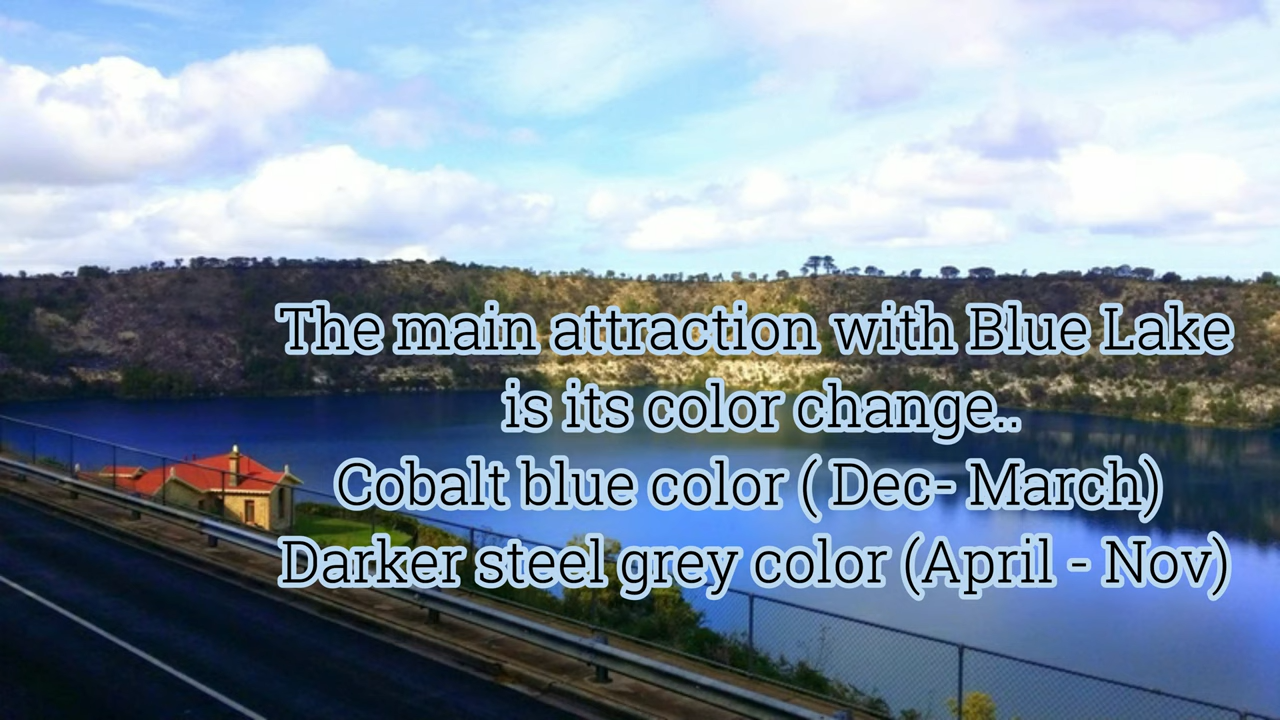 The main attraction with Blue Lake
is its color change..
Cobalt blue color ( Dec- March)
Darker steel grey color (April - Nov)